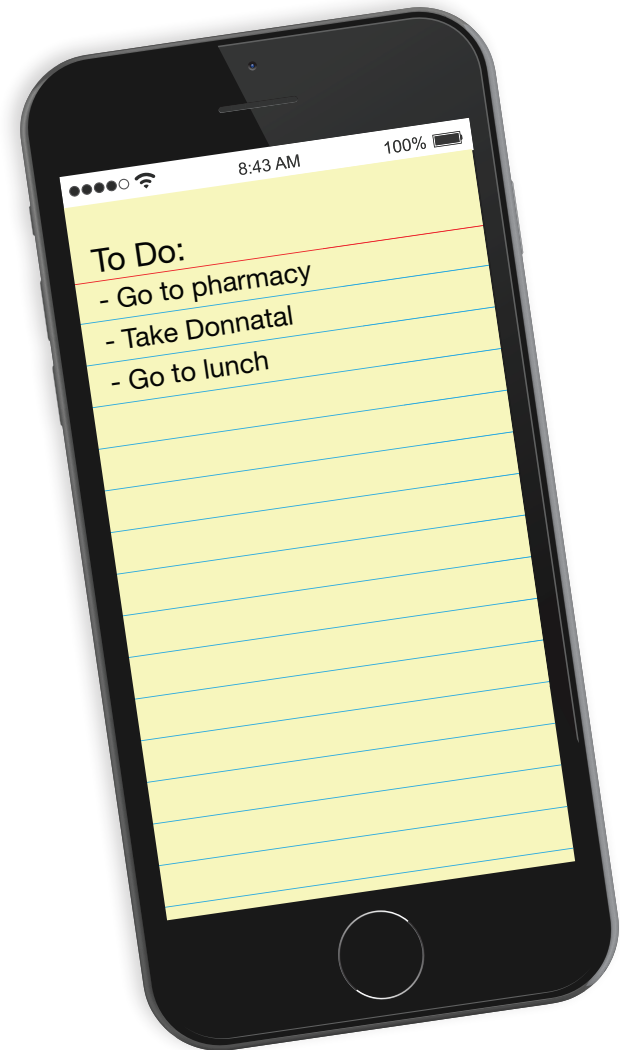 8:43 AM 100%
To Do:
- Go to pharmacy
- Take Donnatal
- Go to lunch